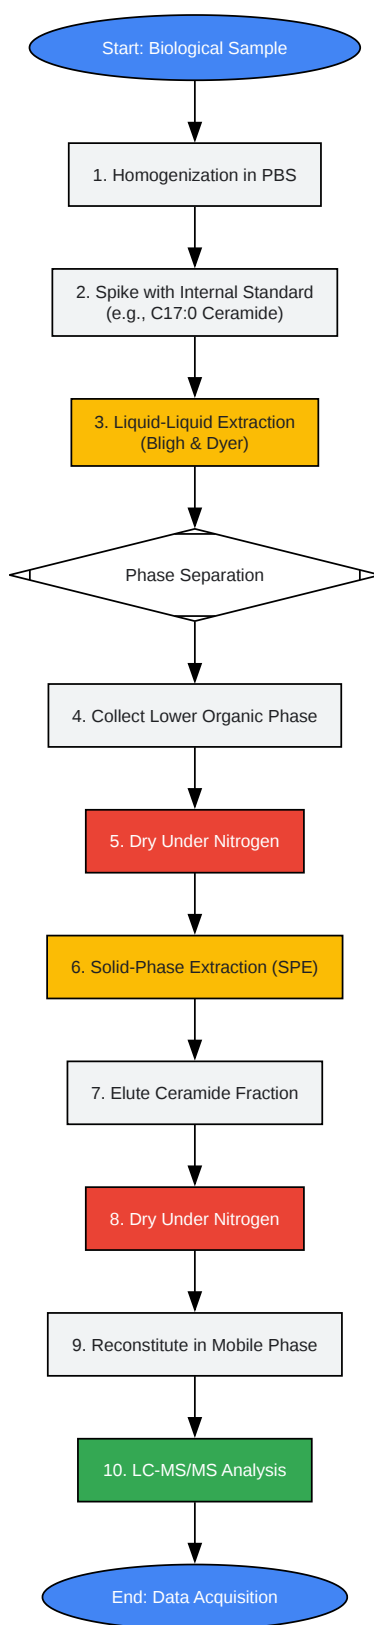 Start: Biological Sample
1. Homogenization in PBS
2. Spike with Internal Standard
(e.g., C17:0 Ceramide)
3. Liquid-Liquid Extraction
(Bligh & Dyer)
Phase Separation
4. Collect Lower Organic Phase
5. Dry Under Nitrogen
6. Solid-Phase Extraction (SPE)
7. Elute Ceramide Fraction
8. Dry Under Nitrogen
9. Reconstitute in Mobile Phase
10. LC-MS/MS Analysis
End: Data Acquisition